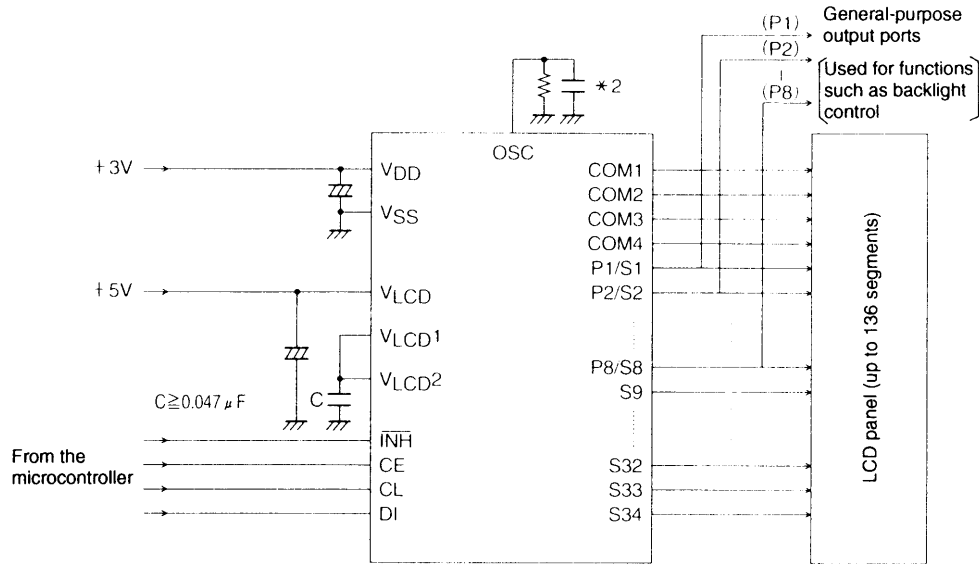 (P1)
General-purpose
output ports
(P2)
(P8)
Used for functions
such as backlight
control
*2
OSC
+3V
VDD
VSS
+5V
VLCD
VLCD1
VLCD2
C
C≧0.047μF
From the
microcontroller
INH
CE
CL
DI
COM1
COM2
COM3
COM4
P1/S1
P2/S2
P8/S8
S9
S32
S33
S34
LCD panel (up to 136 segments)